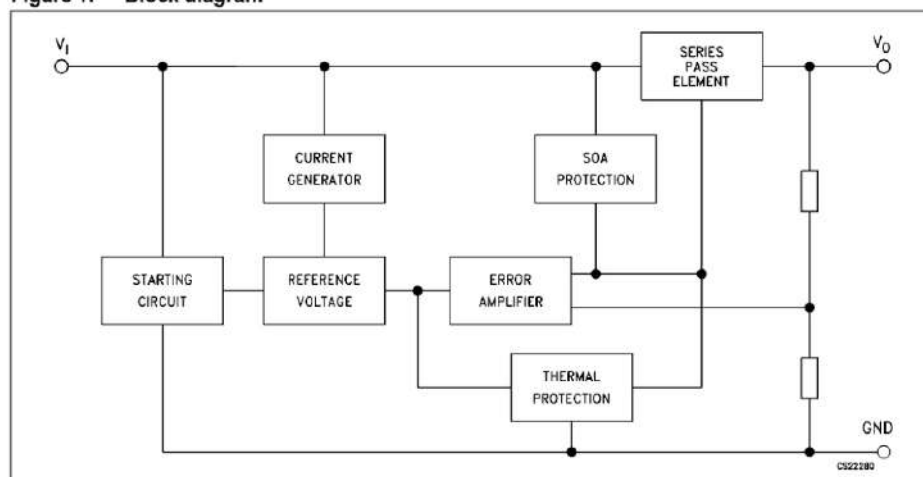 Figure 1. Block diagram
V_I
SERIES
PASS
ELEMENT
V_O
CURRENT
GENERATOR
SOA
PROTECTION
STARTING
CIRCUIT
REFERENCE
VOLTAGE
ERROR
AMPLIFIER
THERMAL
PROTECTION
GND
CS22280